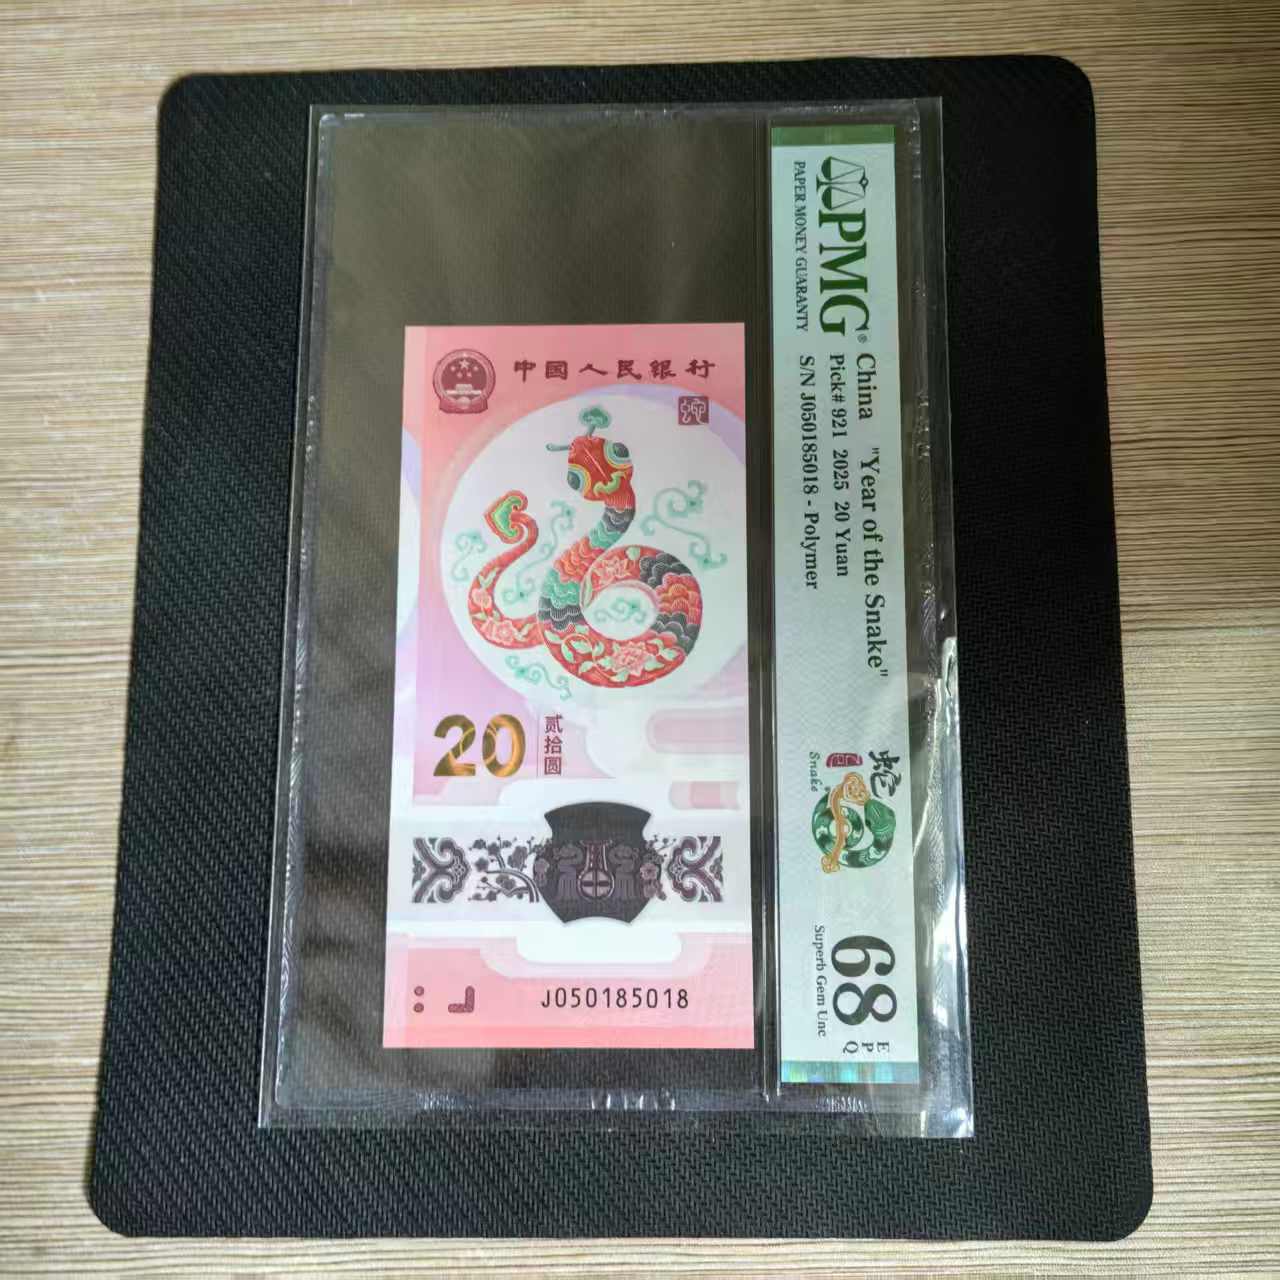 中国人民银行
蛇
20
贰拾圆
J050185018
PMG®
PAPER MONEY GUARANTY
China "Year of the Snake"
Pick# 921 2025 20 Yuan
S/N J050185018 - Polymer
蛇
Snake
68 EPQ
Superb Gem Unc